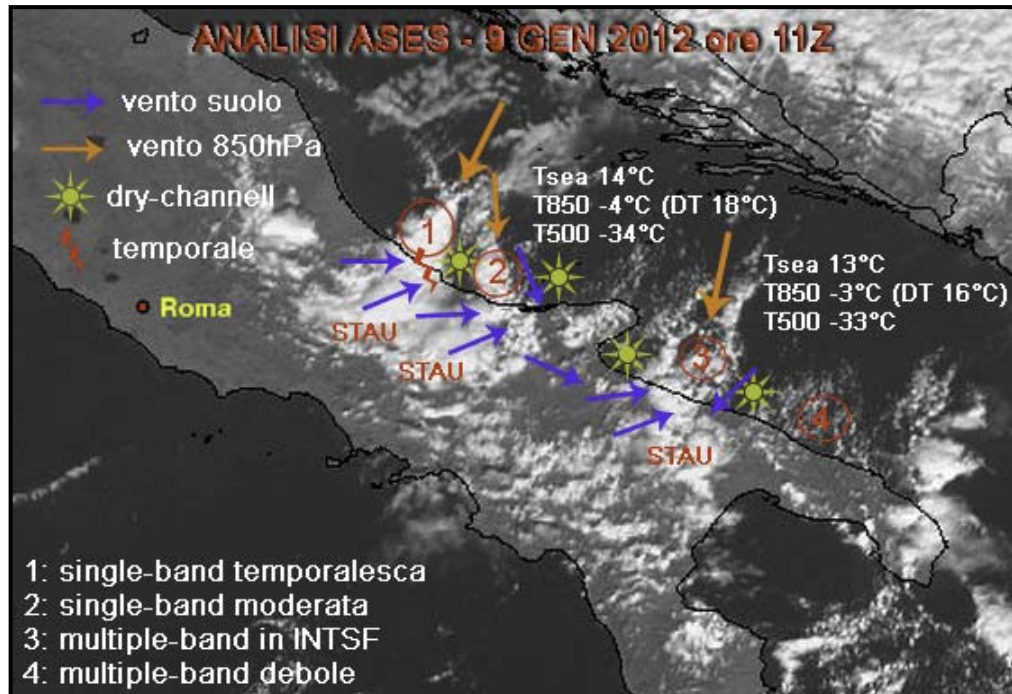 ANALISI ASES - 9 GEN 2012 ore 11Z
vento suolo
vento 850hPa
dry-channell
temporale
Roma
Tsea 14°C
T850 -4°C (DT 18°C)
T500 -34°C
Tsea 13°C
T850 -3°C (DT 16°C)
T500 -33°C
1
2
3
4
STAU
STAU
STAU
1: single-band temporalesca
2: single-band moderata
3: multiple-band in INTSF
4: multiple-band debole